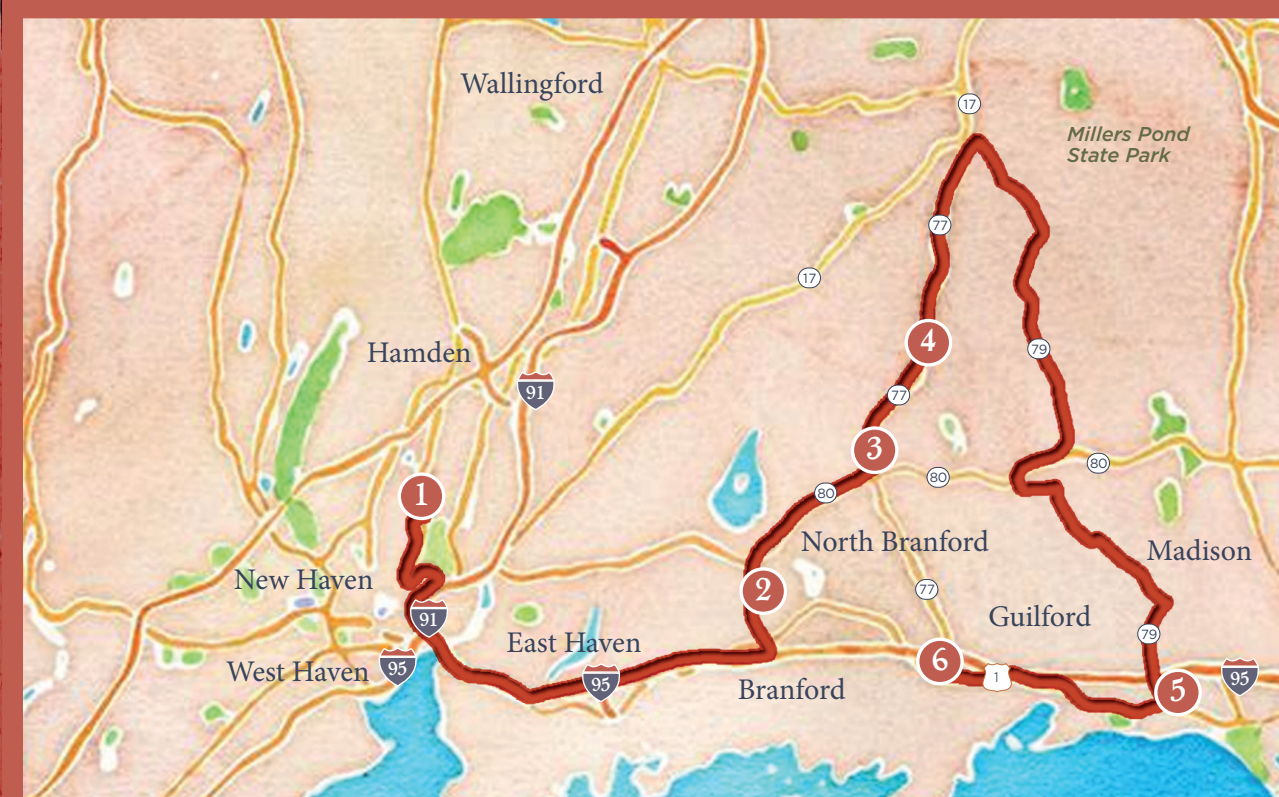 Wallingford
17
Millers Pond
State Park
77
17
4
79
Hamden
91
77
3
80
80
1
80
North Branford
Madison
New Haven
2
77
91
Guilford
East Haven
79
West Haven
95
95
6
1
95
5
Branford